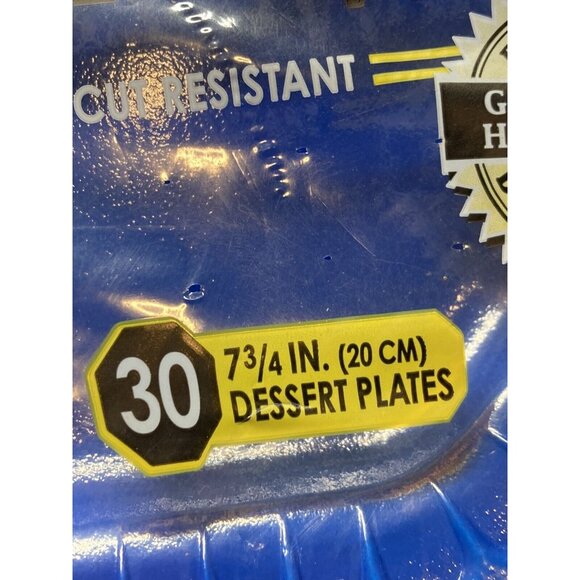 CUT RESISTANT
30
7 3/4 IN. (20 CM)
DESSERT PLATES